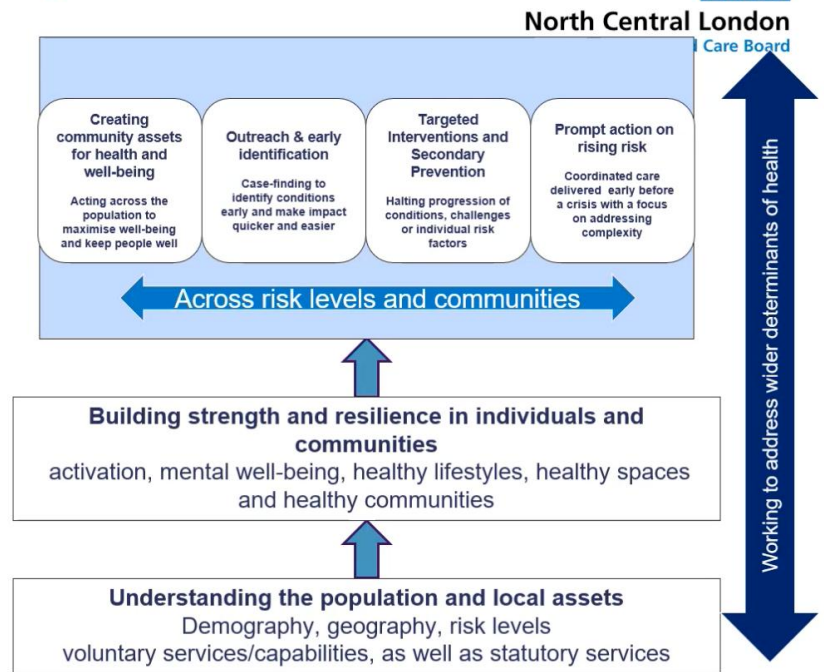 North Central London
Care Board
Creating
community assets
for health and
well-being
Acting across the
population to
maximise well-being
and keep people well
Outreach & early
identification
Case-finding to
identify conditions
early and make impact
quicker and easier
Targeted
Interventions and
Secondary
Prevention
Halting progression of
conditions, challenges
or individual risk
factors
Prompt action on
rising risk
Coordinated care
delivered early before
a crisis with a focus
on addressing
complexity
Across risk levels and communities
Building strength and resilience in individuals and
communities
activation, mental well-being, healthy lifestyles, healthy spaces
and healthy communities
Understanding the population and local assets
Demography, geography, risk levels
voluntary services/capabilities, as well as statutory services
Working to address wider determinants of health